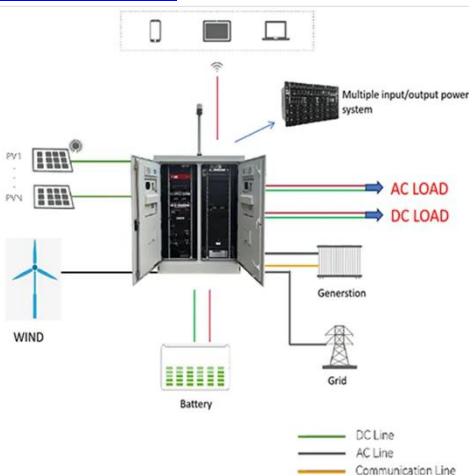 Multiple input/output power
system
PV1
PVN
AC LOAD
DC LOAD
WIND
Generstion
Grid
Battery
DC Line
AC Line
Communication Line